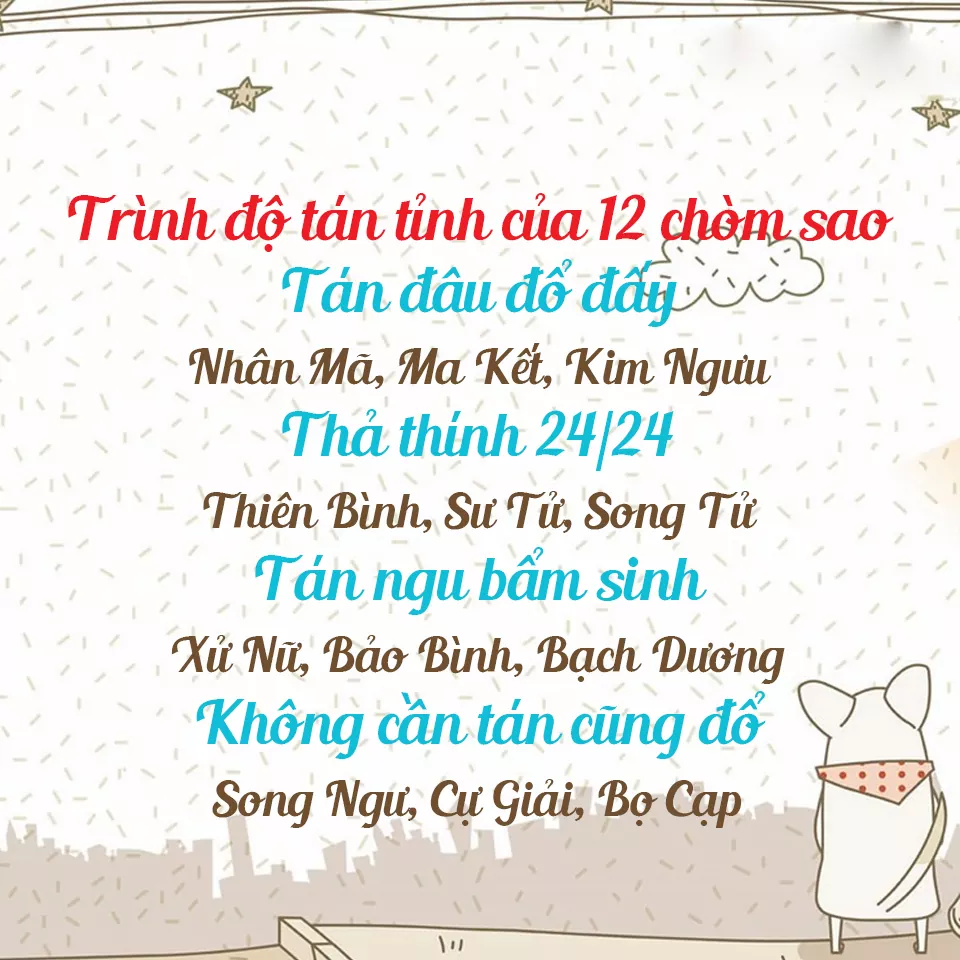 Trình độ tán tỉnh của 12 chòm sao
Tán đâu đổ đấy
Nhân Mã, Ma Kết, Kim Ngưu
Thả thính 24/24
Thiên Bình, Sư Tử, Song Tử
Tán ngu bẩm sinh
Xử Nữ, Bảo Bình, Bạch Dương
Không cần tán cũng đổ
Song Ngư, Cự Giải, Bọ Cạp